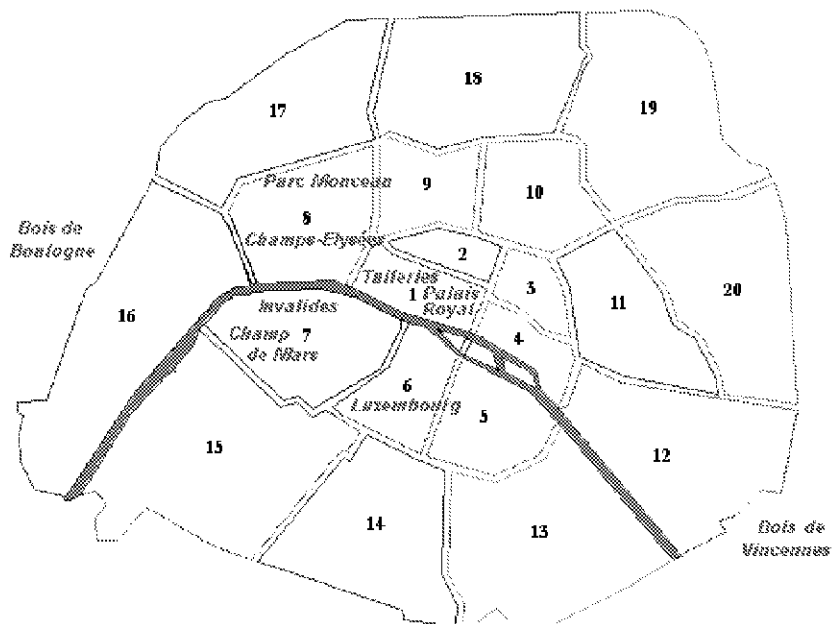 18
17
19
9
Parc Monceau
10
8
Bois de
Boulogne
Champs-Elysées
2
Tuileries
3
20
1
Palais
Royal
11
16
Invalides
Champ
de Mars
7
4
6
Luxembourg
5
15
12
14
13
Bois de
Vincennes